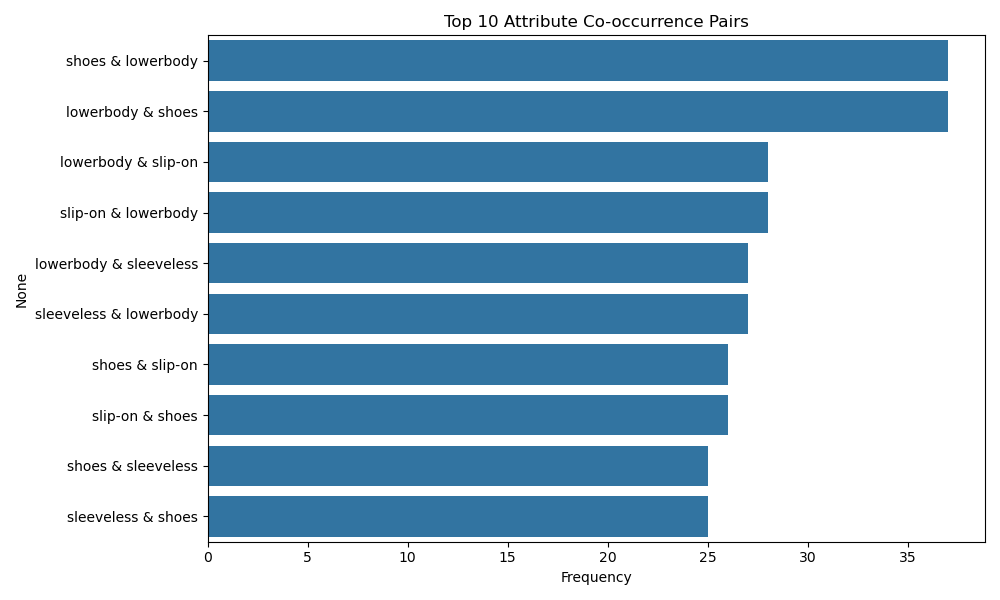 Top 10 Attribute Co-occurrence Pairs
shoes & lowerbody
lowerbody & shoes
lowerbody & slip-on
slip-on & lowerbody
lowerbody & sleeveless
sleeveless & lowerbody
shoes & slip-on
slip-on & shoes
shoes & sleeveless
sleeveless & shoes
None
0 5 10 15 20 25 30 35
Frequency